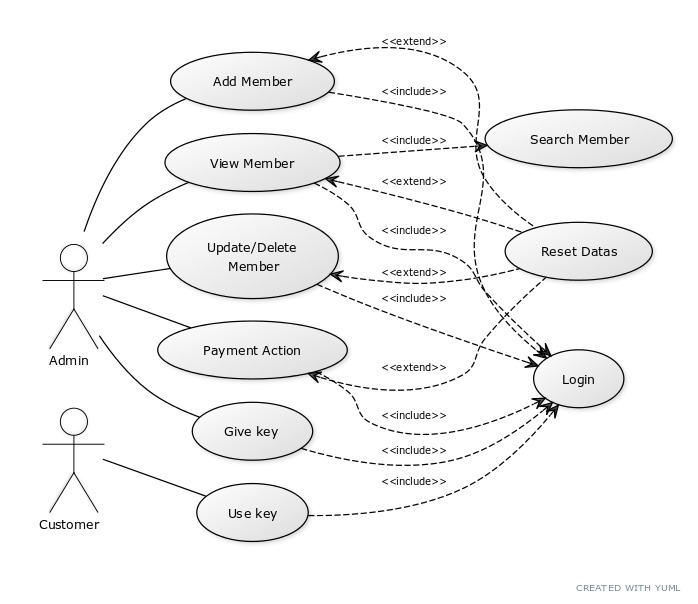 <<extend>>
Add Member
<<include>>
Search Member
<<include>>
View Member
<<extend>>
<<include>>
Update/Delete
Member
Reset Datas
<<extend>>
<<include>>
Payment Action
Admin
<<extend>>
Login
<<include>>
Give key
<<include>>
<<include>>
Use key
Customer
CREATED WITH YUML